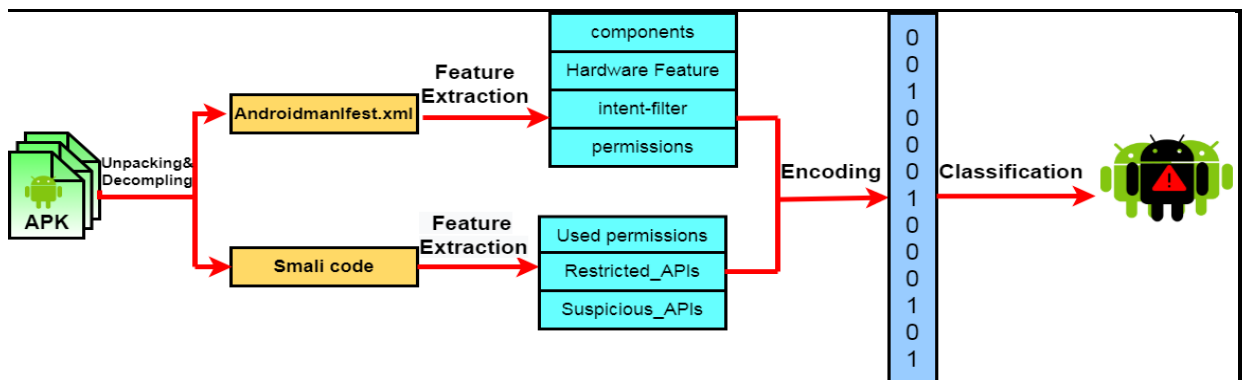 APK
Unpacking&
Decompling
Androidmanifest.xml
Smali code
Feature
Extraction
Feature
Extraction
components
Hardware Feature
intent-filter
permissions
Used permissions
Restricted_APIs
Suspicious_APIs
Encoding
0
0
1
0
0
0
1
0
0
0
1
0
1
Classification